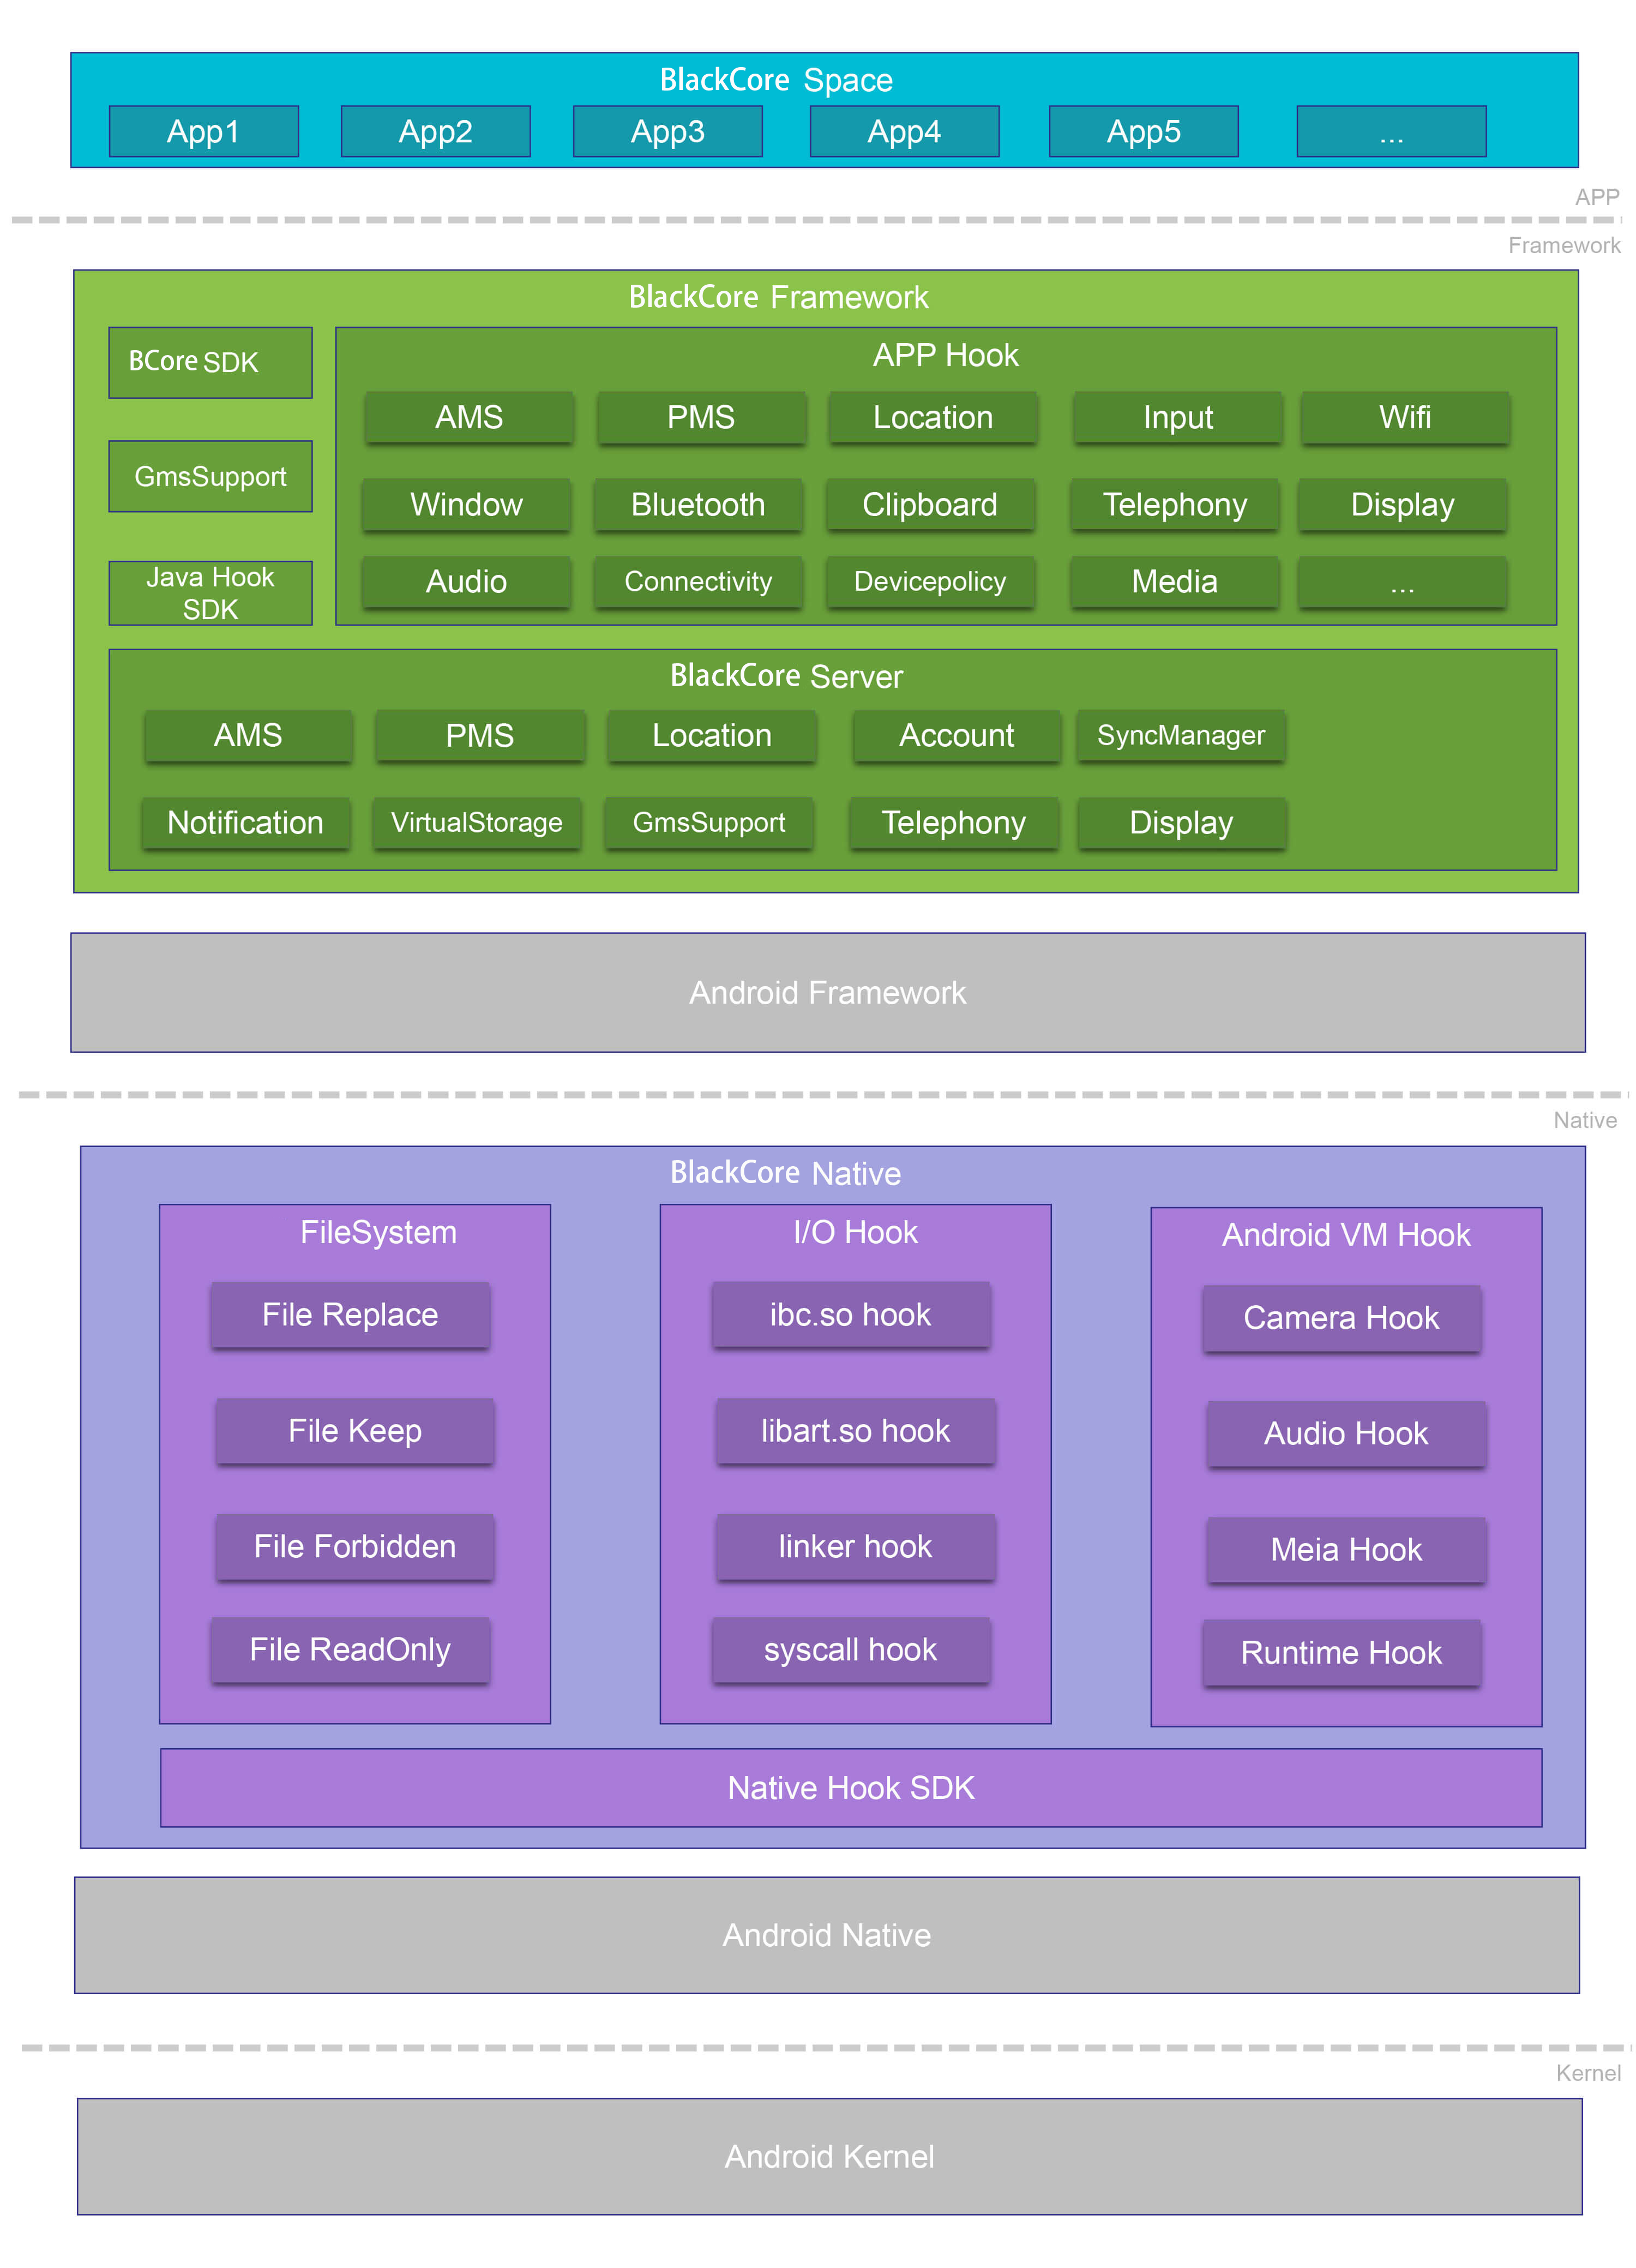 BlackCore Space
App1 App2 App3 App4 App5 ...
APP
Framework
BlackCore Framework
BCore SDK
GmsSupport
Java Hook
SDK
APP Hook
AMS PMS Location Input Wifi
Window Bluetooth Clipboard Telephony Display
Audio Connectivity Devicepolicy Media ...
BlackCore Server
AMS PMS Location Account SyncManager
Notification VirtualStorage GmsSupport Telephony Display
Android Framework
Native
BlackCore Native
FileSystem
File Replace
File Keep
File Forbidden
File ReadOnly
I/O Hook
ibc.so hook
libart.so hook
linker hook
syscall hook
Android VM Hook
Camera Hook
Audio Hook
Meia Hook
Runtime Hook
Native Hook SDK
Android Native
Kernel
Android Kernel